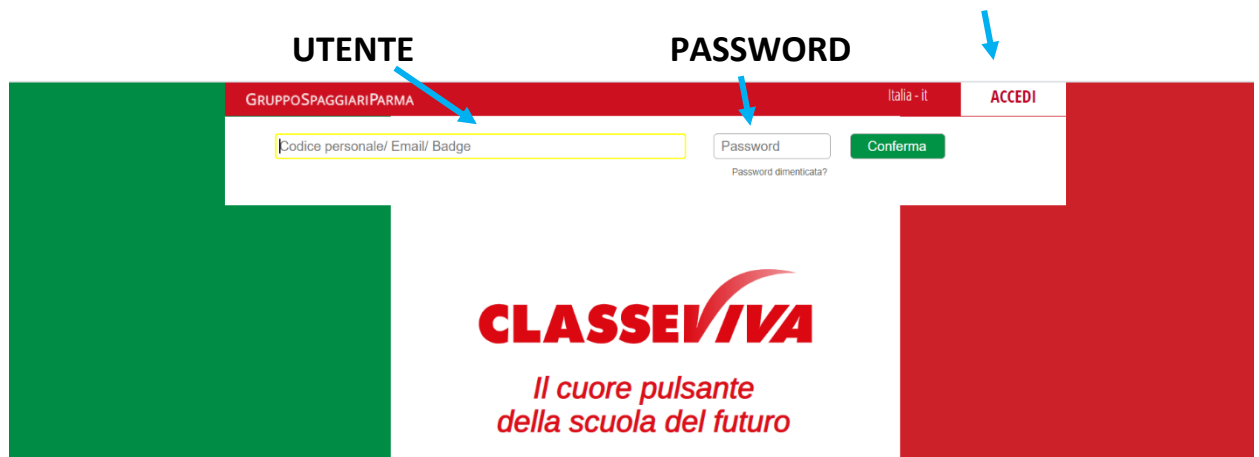 UTENTE PASSWORD
GRUPPOSPAGGIARIPARMA Italia - it ACCEDI
Codice personale/ Email/ Badge Password Conferma
Password dimenticata?
CLASSEVIVA
Il cuore pulsante
della scuola del futuro